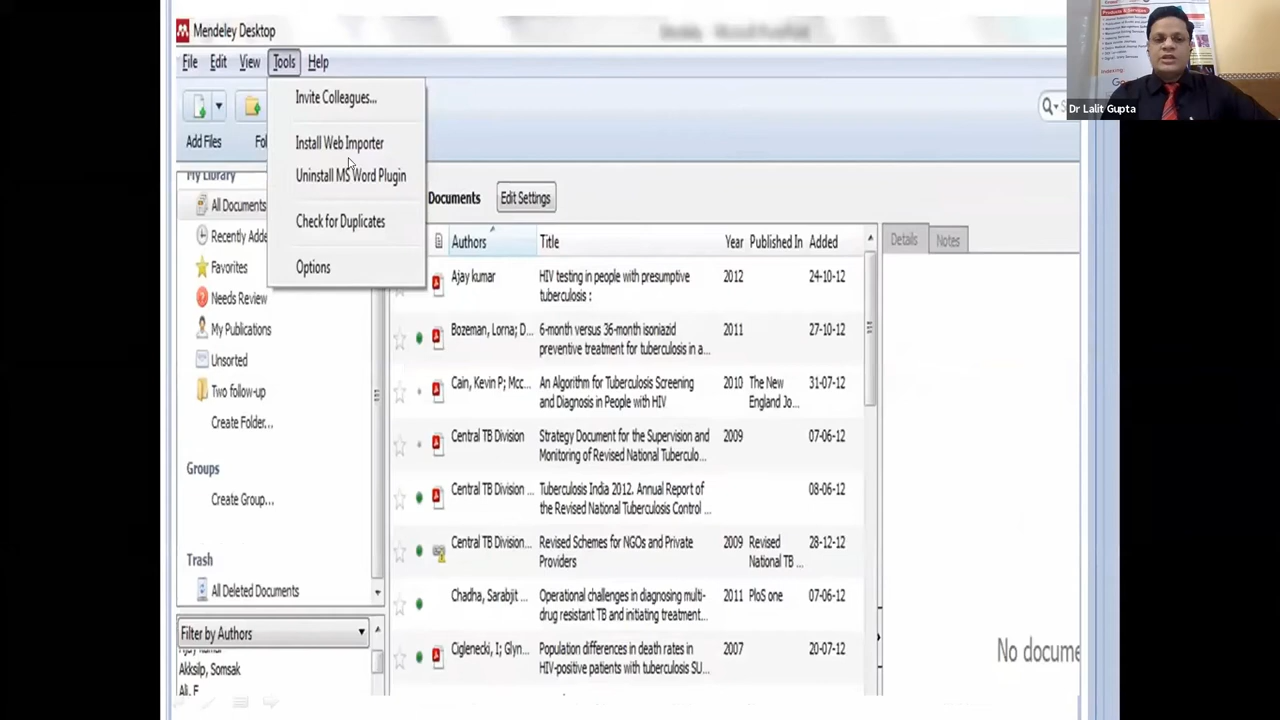 Mendeley Desktop
File Edit View Tools Help
Invite Colleagues...
Install Web Importer
Uninstall MS Word Plugin
Check for Duplicates
Options
Add Files
Documents Edit Settings
My Library
All Documents
Recently Adde
Favorites
Needs Review
My Publications
Unsorted
Two follow-up
Create Folder...
Groups
Create Group...
Trash
All Deleted Documents
Filter by Authors
Akksilp, Somsak
Ali, F
Authors Title Year Published In Added
Ajay kumar HIV testing in people with presumptive 2012 24-10-12
tuberculosis :
Bozeman, Lorna; D... 6-month versus 36-month isoniazid 2011 27-10-12
preventive treatment for tuberculosis in a...
Cain, Kevin P; Mcc... An Algorithm for Tuberculosis Screening 2010 The New 31-07-12
and Diagnosis in People with HIV England Jo...
Central TB Division Strategy Document for the Supervision and 2009 07-06-12
Monitoring of Revised National Tuberculo...
Central TB Division ... Tuberculosis India 2012. Annual Report of 08-06-12
the Revised National Tuberculosis Control ...
Central TB Division... Revised Schemes for NGOs and Private 2009 Revised 28-12-12
Providers National TB ...
Chadha, Sarabjit ... Operational challenges in diagnosing multi- 2011 PloS one 07-06-12
drug resistant TB and initiating treatment...
Ciglenecki, I; Glyn... Population differences in death rates in 2007 20-07-12
HIV-positive patients with tuberculosis SU...
Details Notes
No docume
Dr Lalit Gupta
Products & Services